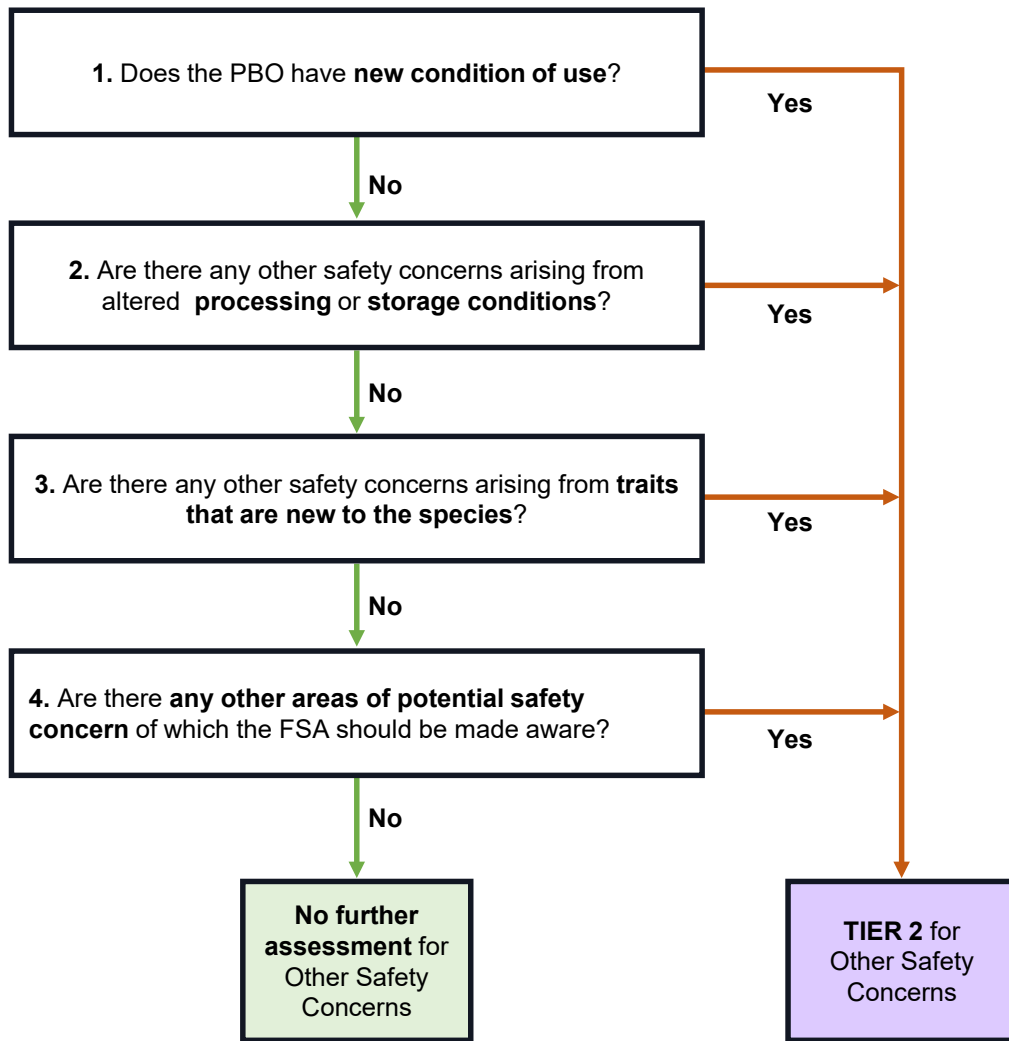 1. Does the PBO have new condition of use?
Yes
No
2. Are there any other safety concerns arising from
altered processing or storage conditions?
Yes
No
3. Are there any other safety concerns arising from traits
that are new to the species?
Yes
No
4. Are there any other areas of potential safety
concern of which the FSA should be made aware?
Yes
No
No further
assessment for
Other Safety
Concerns
TIER 2 for
Other Safety
Concerns